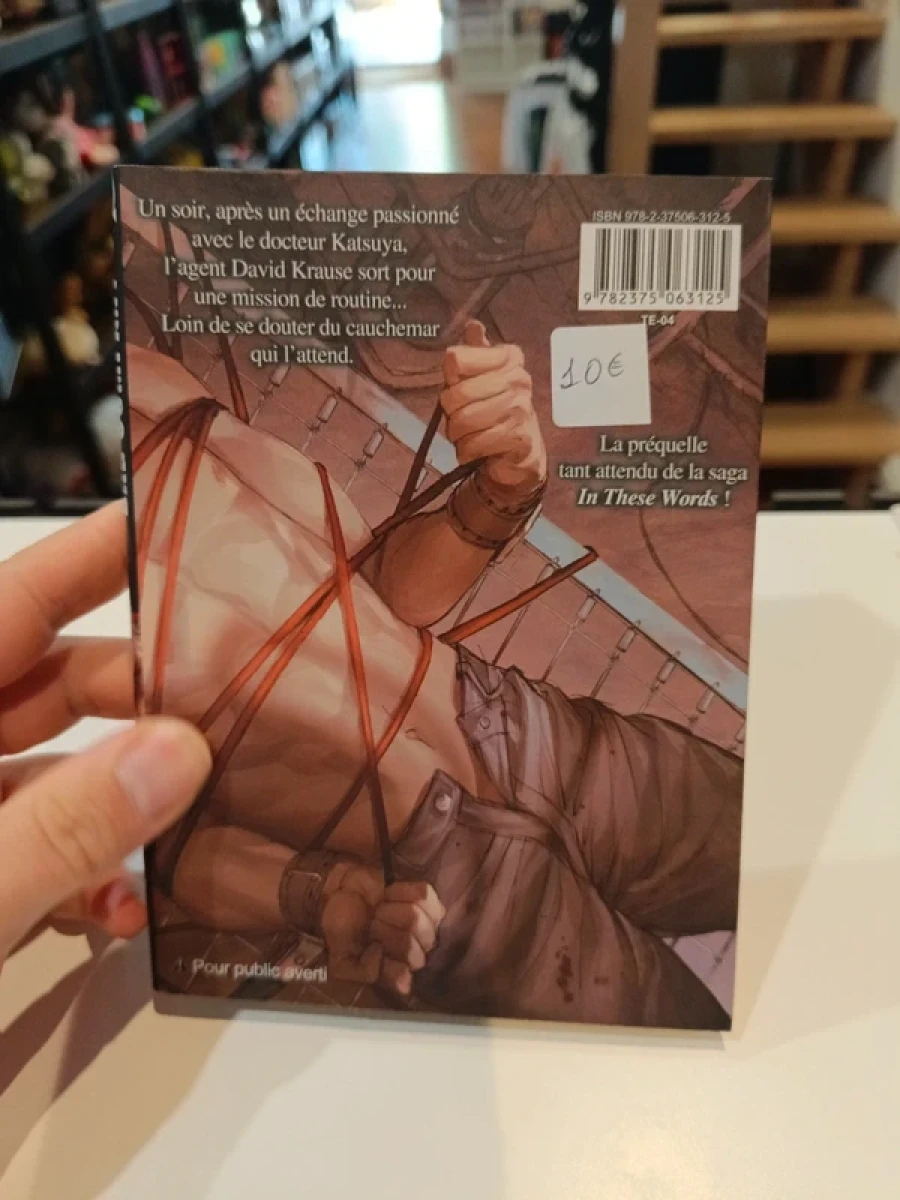 Un soir, après un échange passionné
avec le docteur Katsuya,
l'agent David Krause sort pour
une mission de routine...
Loin de se douter du cauchemar
qui l'attend.
ISBN 978-2-37506-312-5
9 782375 063125
TE-04
10€
La préquelle
tant attendu de la saga
In These Words !
Pour public averti